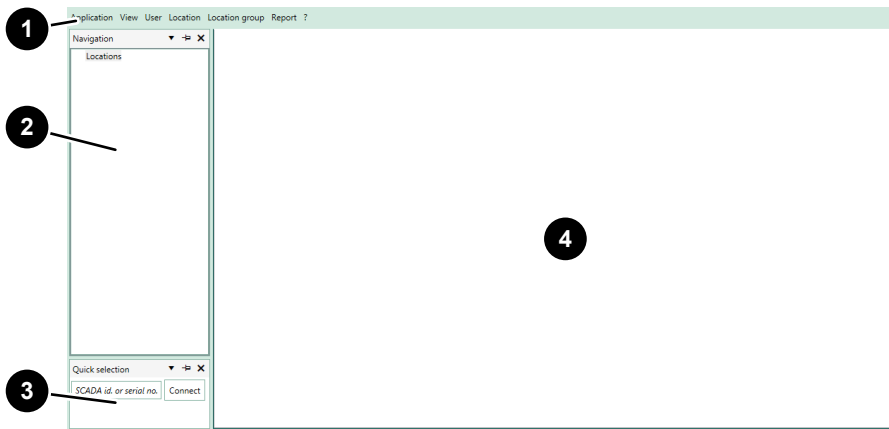 1
Application View User Location Location group Report ?
Navigation
Locations
2
4
Quick selection
3
SCADA id. or serial no. Connect